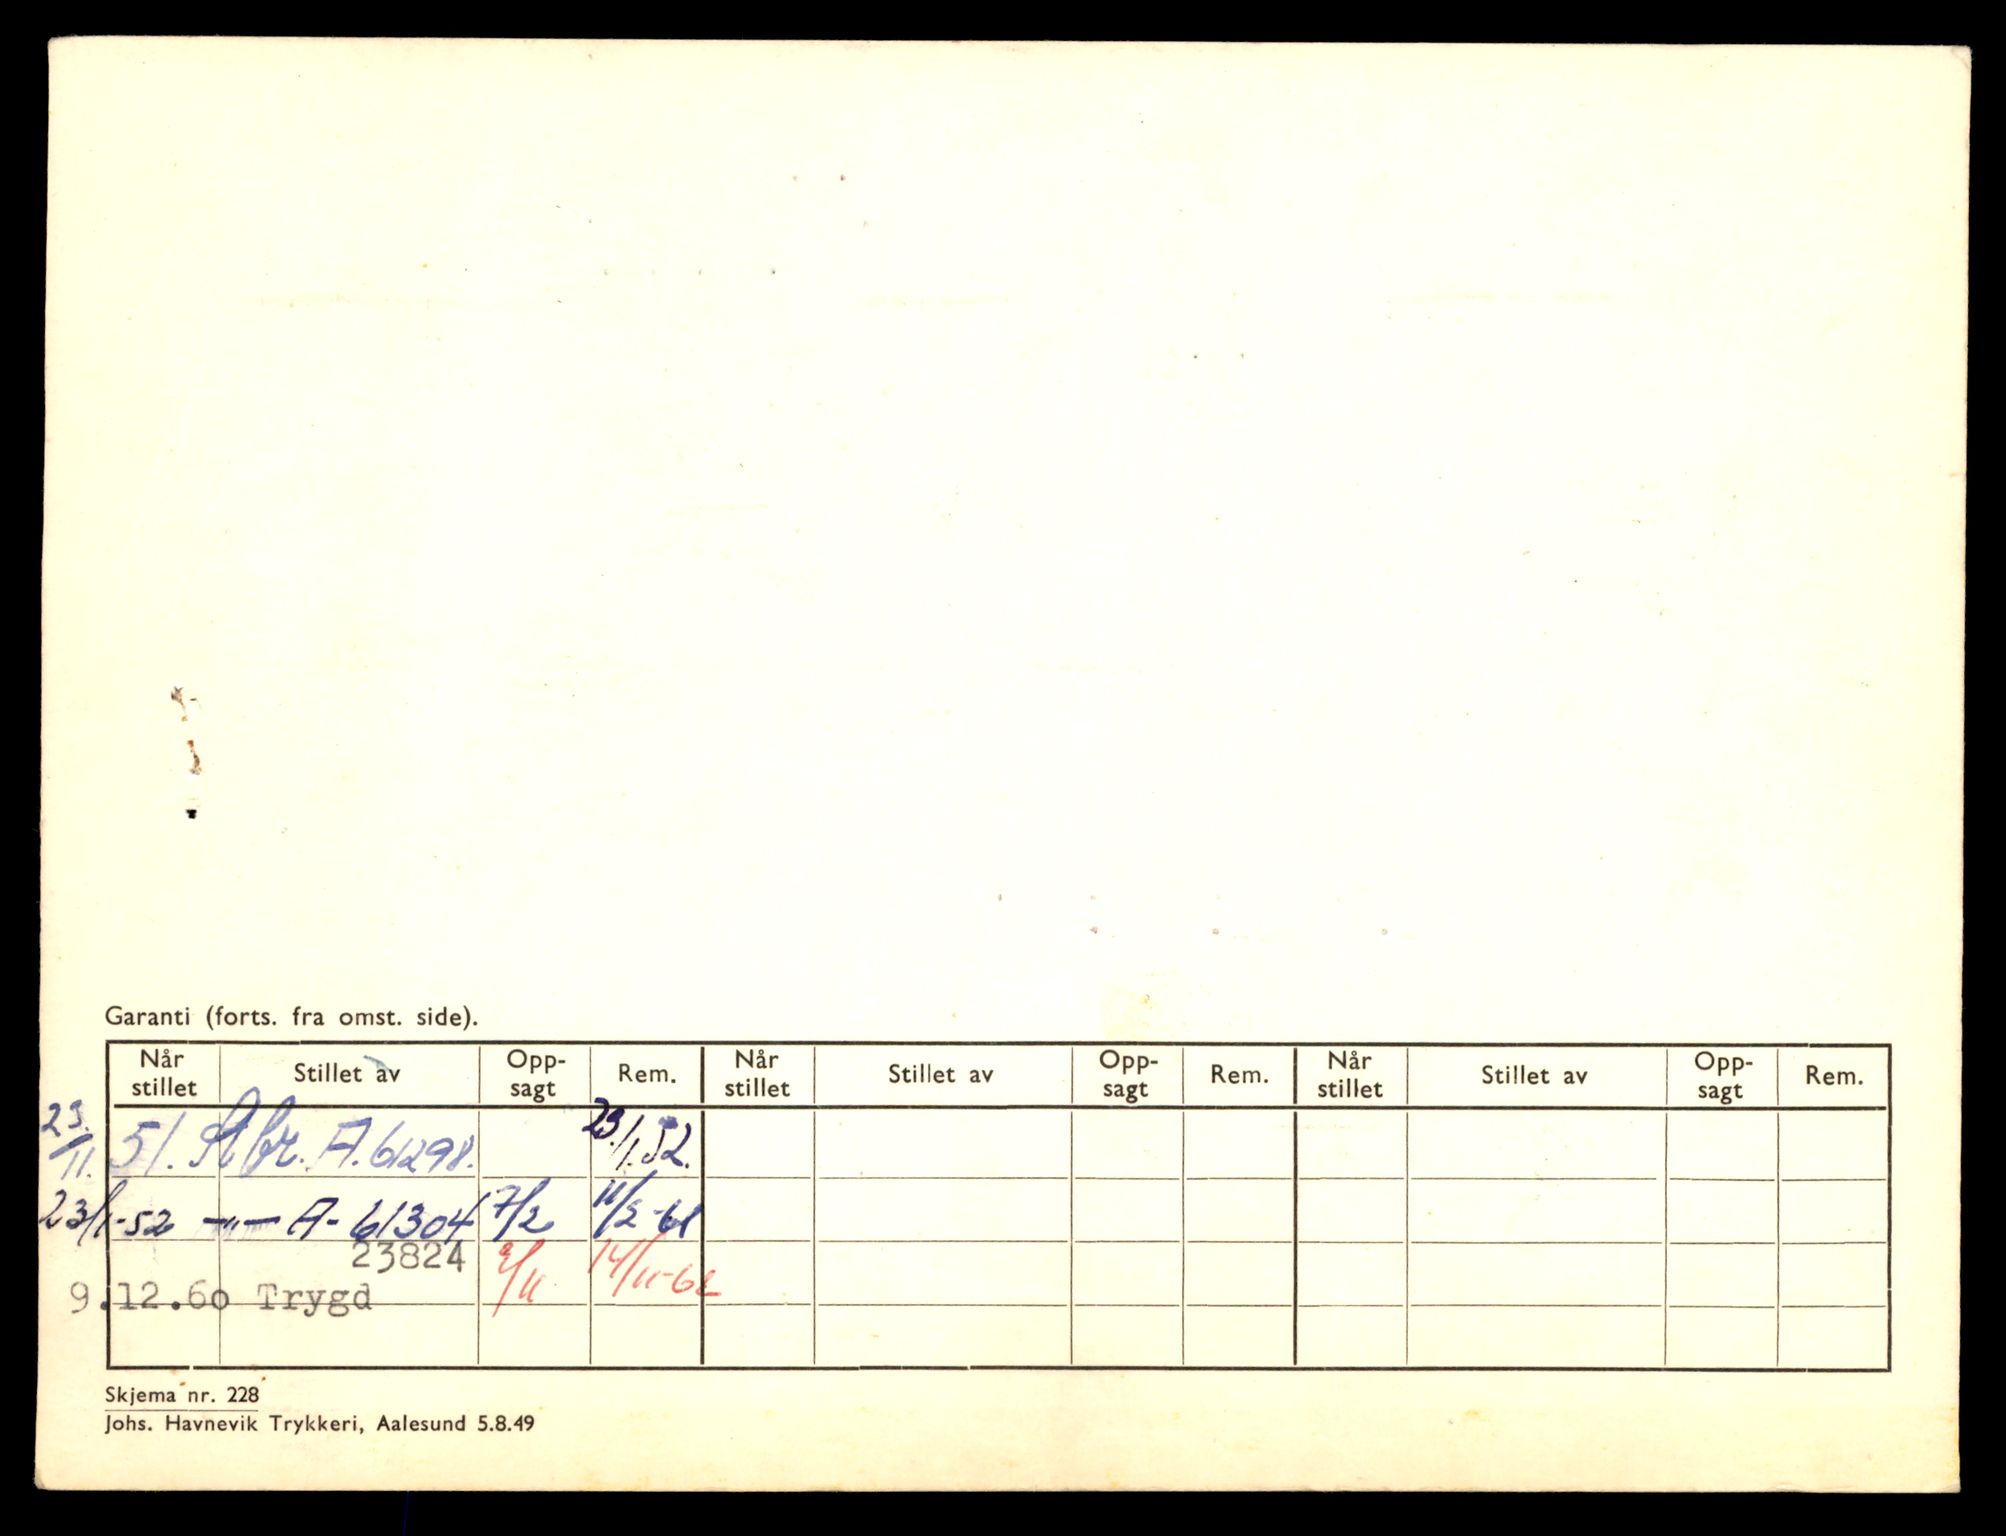 Garanti (forts. fra omst. side).
Når stillet Stillet av Opp-sagt Rem. Når stillet Stillet av Opp-sagt Rem. Når stillet Stillet av Opp-sagt Rem.
23./11. 51. Abr. A. 61298. 23./1.52.
23/1-52 —"— A- 61304 7/2 11/2-61
23824
9.12.60 Trygd 9/11 14/11-62
Skjema nr. 228
Johs. Havnevik Trykkeri, Aalesund 5.8.49